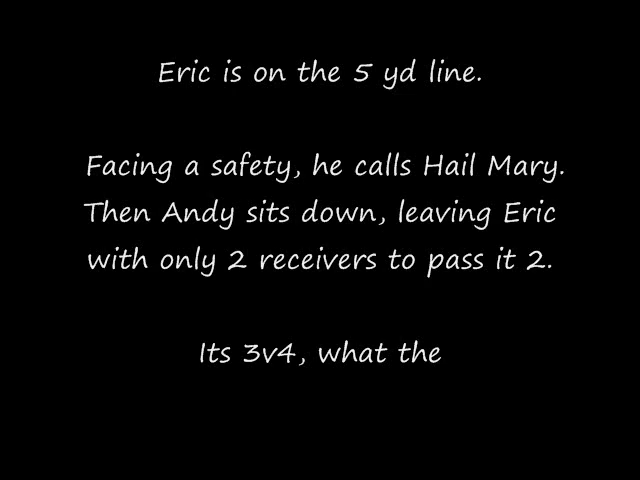 Eric is on the 5 yd line.
Facing a safety, he calls Hail Mary.
Then Andy sits down, leaving Eric
with only 2 receivers to pass it 2.
Its 3v4, what the